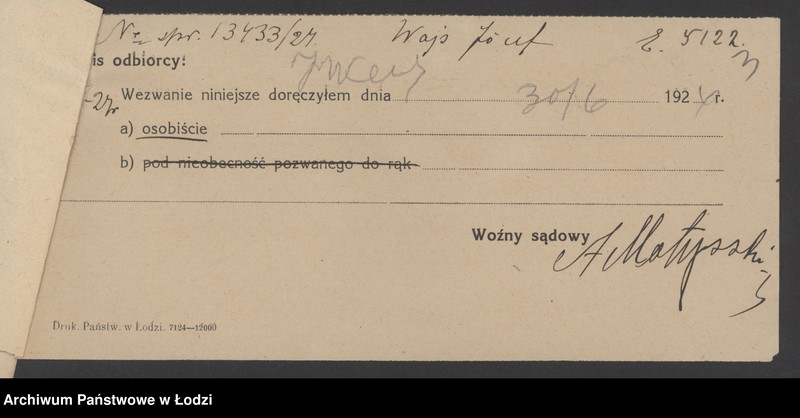 Nr spr. 13433/27 Wajs Józef E. 5122
is odbiorcy:
Wezwanie niniejsze doręczyłem dnia 30/6 192 r.
a) osobiście
b) pod nieobecność pozwanego do rąk
Woźny sądowy
Druk. Państw. w Łodzi. 7124—12000
Archiwum Państwowe w Łodzi